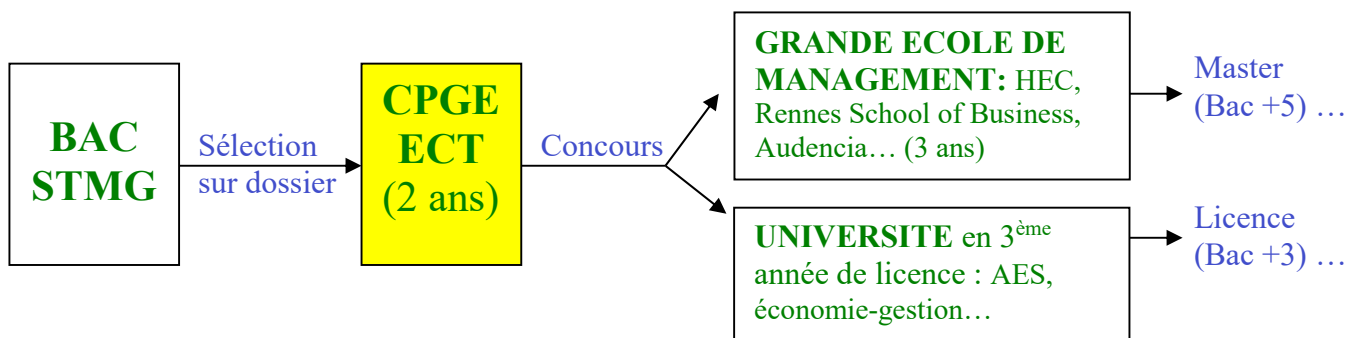 BAC
STMG
Sélection
sur dossier
CPGE
ECT
(2 ans)
Concours
GRANDE ECOLE DE
MANAGEMENT: HEC,
Rennes School of Business,
Audencia… (3 ans)
Master
(Bac +5) …
UNIVERSITE en 3ème
année de licence : AES,
économie-gestion…
Licence
(Bac +3) …